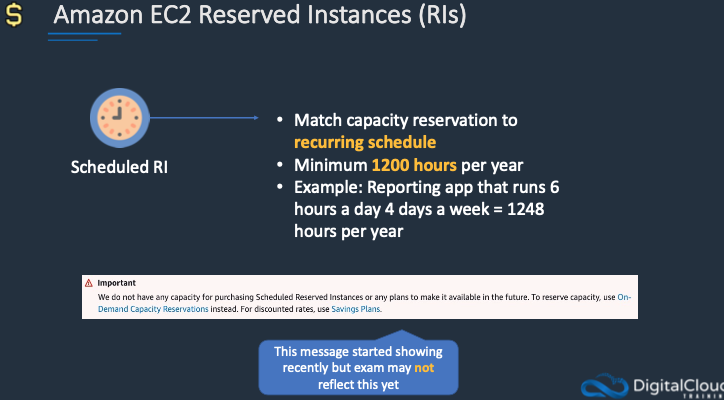 $
Amazon EC2 Reserved Instances (RIs)
Scheduled RI
• Match capacity reservation to
recurring schedule
• Minimum 1200 hours per year
• Example: Reporting app that runs 6
hours a day 4 days a week = 1248
hours per year
Important
We do not have any capacity for purchasing Scheduled Reserved Instances or any plans to make it available in the future. To reserve capacity, use On-
Demand Capacity Reservations instead. For discounted rates, use Savings Plans.
This message started showing
recently but exam may not
reflect this yet
DigitalCloud
TRAINING